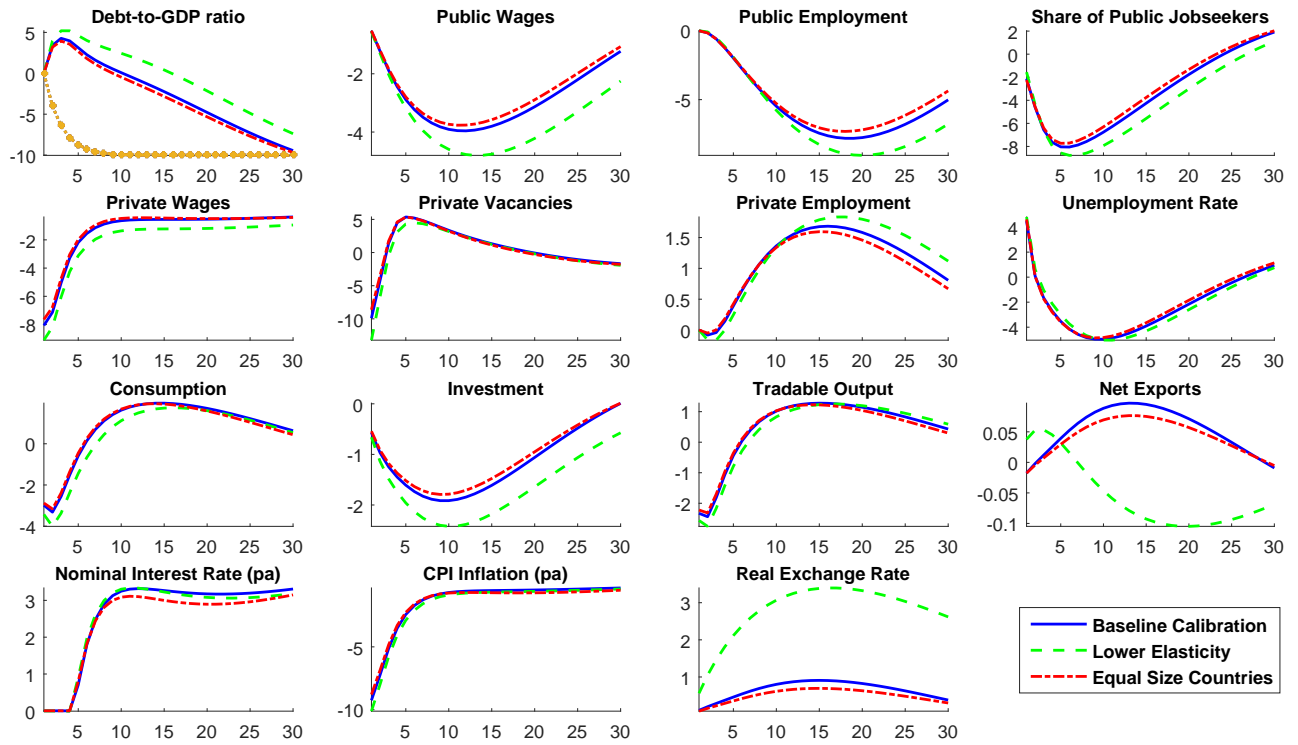 Debt-to-GDP ratio
5
0
-5
-10
5 10 15 20 25 30
Public Wages
-2
-4
5 10 15 20 25 30
Public Employment
0
-5
5 10 15 20 25 30
Share of Public Jobseekers
2
0
-2
-4
-6
-8
5 10 15 20 25 30
Private Wages
-2
-4
-6
-8
5 10 15 20 25 30
Private Vacancies
5
0
-5
-10
5 10 15 20 25 30
Private Employment
1.5
1
0.5
0
5 10 15 20 25 30
Unemployment Rate
4
2
0
-2
-4
5 10 15 20 25 30
Consumption
0
-2
-4
5 10 15 20 25 30
Investment
0
-1
-2
5 10 15 20 25 30
Tradable Output
1
0
-1
-2
5 10 15 20 25 30
Net Exports
0.05
0
-0.05
-0.1
5 10 15 20 25 30
Nominal Interest Rate (pa)
3
2
1
0
5 10 15 20 25 30
CPI Inflation (pa)
-5
-10
5 10 15 20 25 30
Real Exchange Rate
3
2
1
5 10 15 20 25 30
Baseline Calibration
Lower Elasticity
Equal Size Countries